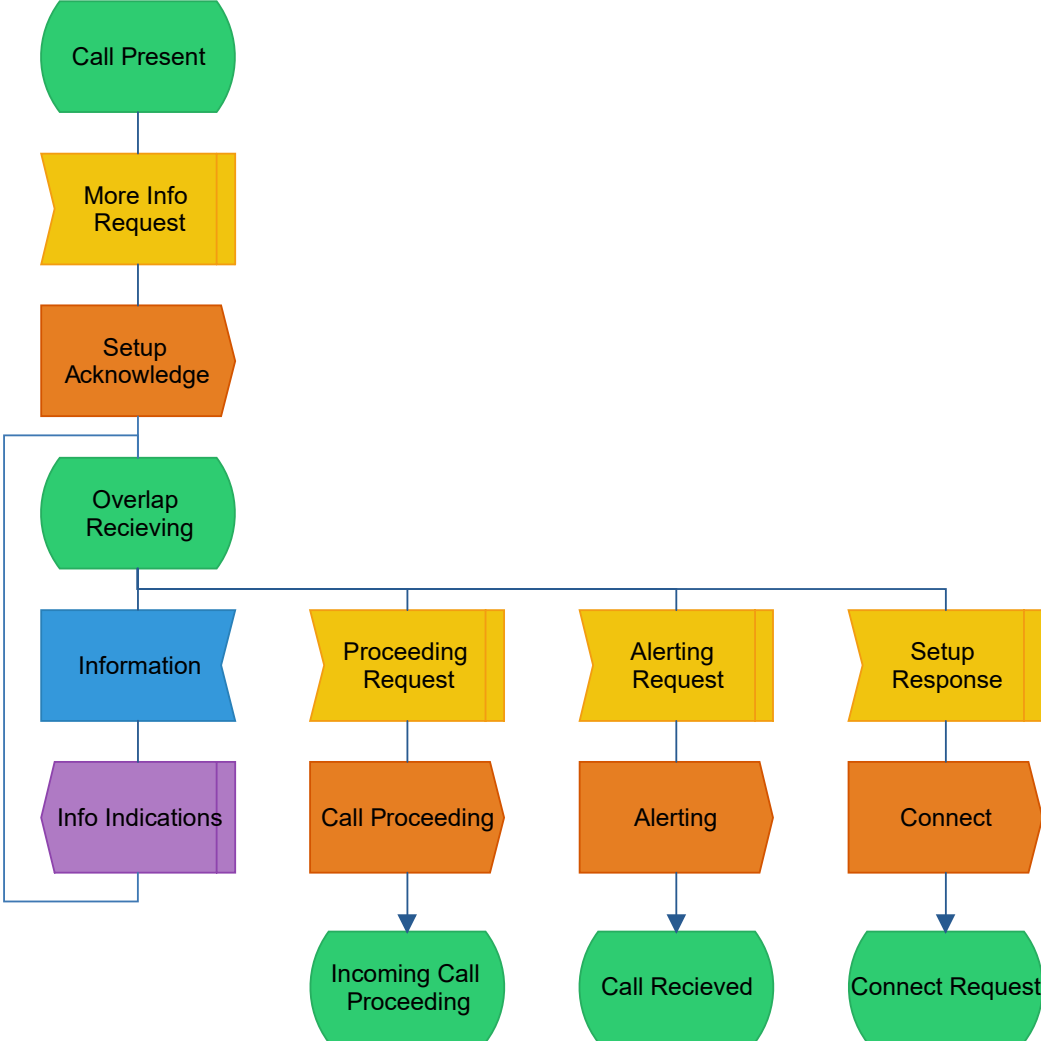 Call Present
More Info
Request
Setup
Acknowledge
Overlap
Recieving
Information
Proceeding
Request
Alerting
Request
Setup
Response
Info Indications
Call Proceeding
Alerting
Connect
Incoming Call
Proceeding
Call Recieved
Connect Request